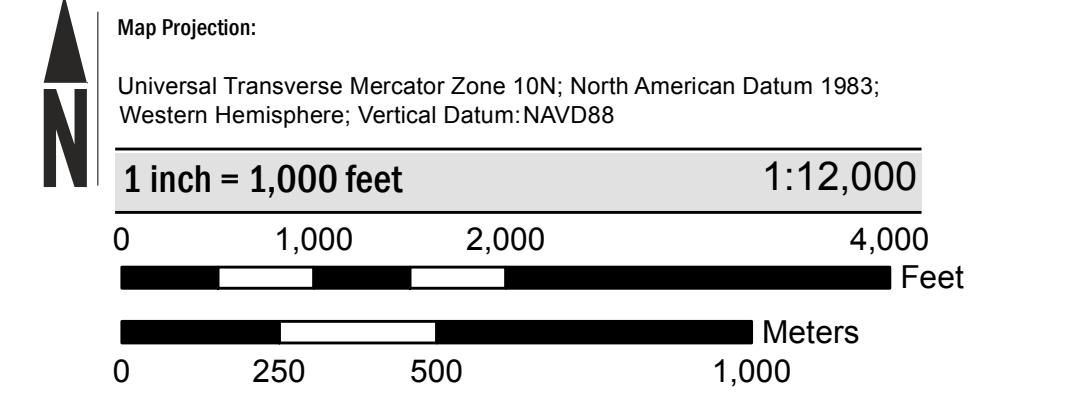 Map Projection:
Universal Transverse Mercator Zone 10N; North American Datum 1983;
Western Hemisphere; Vertical Datum:NAVD88
N
1 inch = 1,000 feet 1:12,000
0 1,000 2,000 4,000
Feet
Meters
0 250 500 1,000